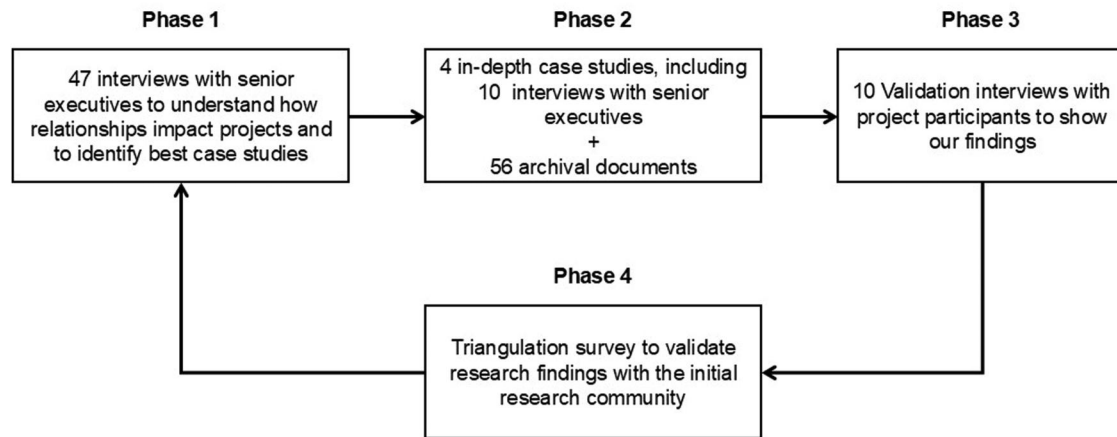 Phase 1
47 interviews with senior
executives to understand how
relationships impact projects and
to identify best case studies
Phase 2
4 in-depth case studies, including
10 interviews with senior
executives
+
56 archival documents
Phase 3
10 Validation interviews with
project participants to show
our findings
Phase 4
Triangulation survey to validate
research findings with the initial
research community